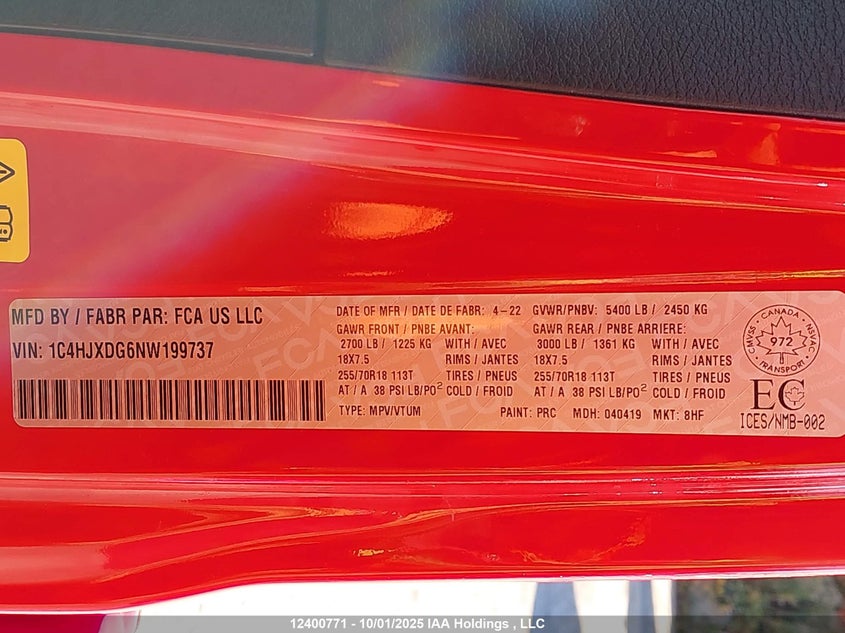 MFD BY / FABR PAR: FCA US LLC
VIN: 1C4HJXDG6NW199737
DATE OF MFR / DATE DE FABR: 4-22 GVWR/PNBV: 5400 LB / 2450 KG
GAWR FRONT / PNBE AVANT: GAWR REAR / PNBE ARRIERE:
2700 LB / 1225 KG WITH / AVEC 3000 LB / 1361 KG WITH / AVEC
18X7.5 RIMS / JANTES 18X7.5 RIMS / JANTES
255/70R18 113T TIRES / PNEUS 255/70R18 113T TIRES / PNEUS
AT / A 38 PSI LB/PO² COLD / FROID AT / A 38 PSI LB/PO² COLD / FROID
TYPE: MPV/VTUM PAINT: PRC MDH: 040419 MKT: 8HF
CMVSS · CANADA · NSVAC
972
TRANSPORT
EC
ICES/NMB-002
12400771 - 10/01/2025 IAA Holdings , LLC